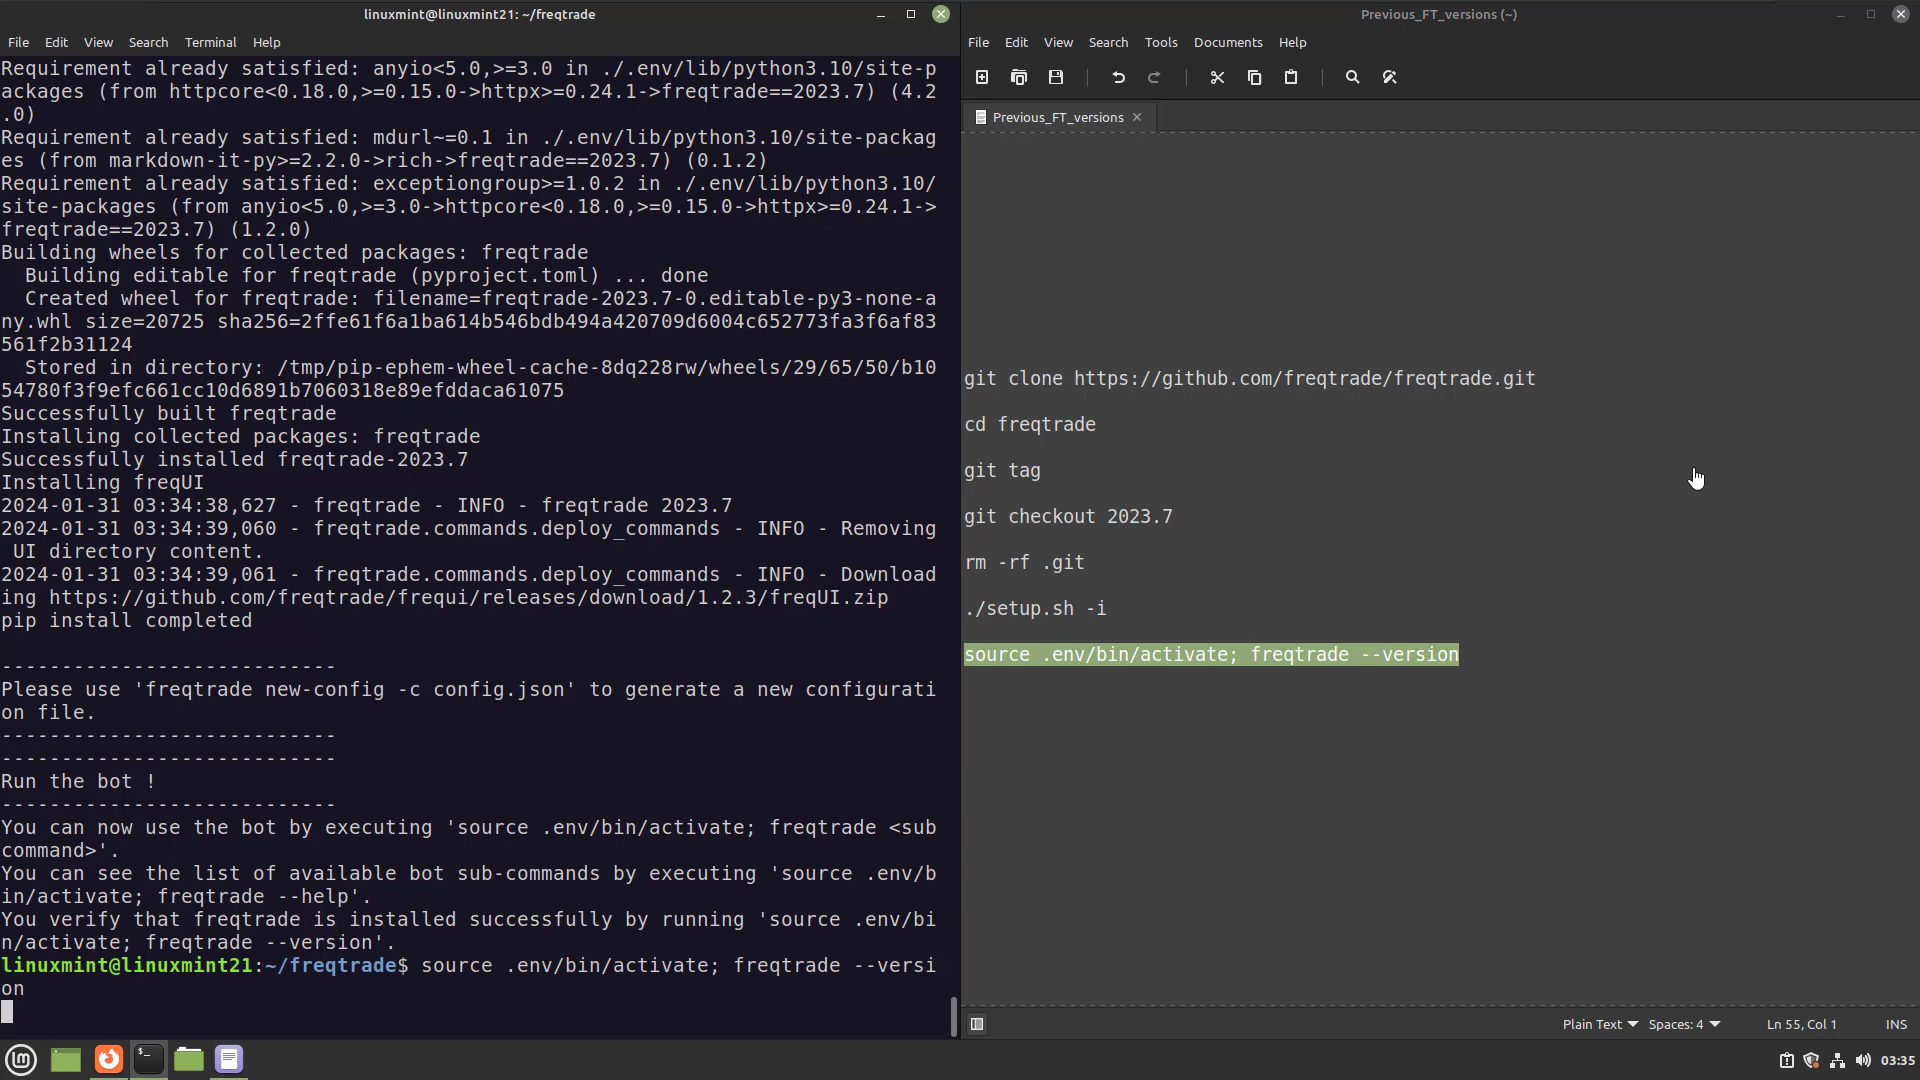 linuxmint@linuxmint21: ~/freqtrade
File Edit View Search Terminal Help
Requirement already satisfied: anyio<5.0,>=3.0 in ./.env/lib/python3.10/site-p
ackages (from httpcore<0.18.0,>=0.15.0->httpx>=0.24.1->freqtrade==2023.7) (4.2
.0)
Requirement already satisfied: mdurl~=0.1 in ./.env/lib/python3.10/site-packag
es (from markdown-it-py>=2.2.0->rich->freqtrade==2023.7) (0.1.2)
Requirement already satisfied: exceptiongroup>=1.0.2 in ./.env/lib/python3.10/
site-packages (from anyio<5.0,>=3.0->httpcore<0.18.0,>=0.15.0->httpx>=0.24.1->
freqtrade==2023.7) (1.2.0)
Building wheels for collected packages: freqtrade
  Building editable for freqtrade (pyproject.toml) ... done
  Created wheel for freqtrade: filename=freqtrade-2023.7-0.editable-py3-none-a
ny.whl size=20725 sha256=2ffe61f6a1ba614b546bdb494a420709d6004c652773fa3f6af83
561f2b31124
  Stored in directory: /tmp/pip-ephem-wheel-cache-8dq228rw/wheels/29/65/50/b10
54780f3f9efc661cc10d6891b7060318e89efddaca61075
Successfully built freqtrade
Installing collected packages: freqtrade
Successfully installed freqtrade-2023.7
Installing freqUI
2024-01-31 03:34:38,627 - freqtrade - INFO - freqtrade 2023.7
2024-01-31 03:34:39,060 - freqtrade.commands.deploy_commands - INFO - Removing
 UI directory content.
2024-01-31 03:34:39,061 - freqtrade.commands.deploy_commands - INFO - Download
ing https://github.com/freqtrade/frequi/releases/download/1.2.3/freqUI.zip
pip install completed
----------------------------
Please use 'freqtrade new-config -c config.json' to generate a new configurati
on file.
----------------------------
----------------------------
Run the bot !
----------------------------
You can now use the bot by executing 'source .env/bin/activate; freqtrade <sub
command>'.
You can see the list of available bot sub-commands by executing 'source .env/b
in/activate; freqtrade --help'.
You verify that freqtrade is installed successfully by running 'source .env/bi
n/activate; freqtrade --version'.
linuxmint@linuxmint21:~/freqtrade$ source .env/bin/activate; freqtrade --versi
on
Previous_FT_versions (~)
File Edit View Search Tools Documents Help
Previous_FT_versions
git clone https://github.com/freqtrade/freqtrade.git
cd freqtrade
git tag
git checkout 2023.7
rm -rf .git
./setup.sh -i
source .env/bin/activate; freqtrade --version
Plain Text Spaces: 4 Ln 55, Col 1 INS
03:35